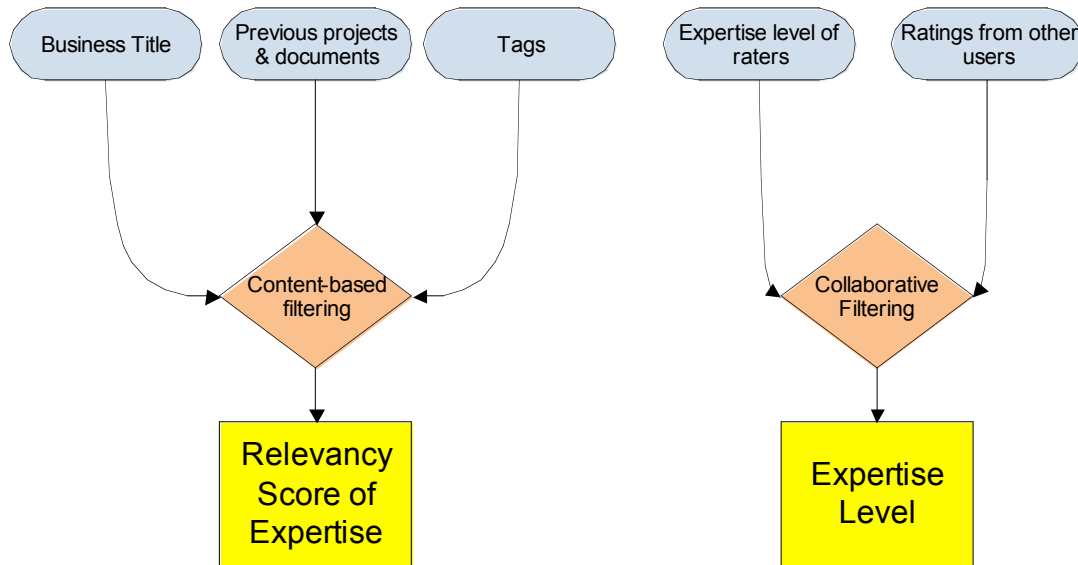 Business Title
Previous projects
& documents
Tags
Expertise level of
raters
Ratings from other
users
Content-based
filtering
Collaborative
Filtering
Relevancy
Score of
Expertise
Expertise
Level